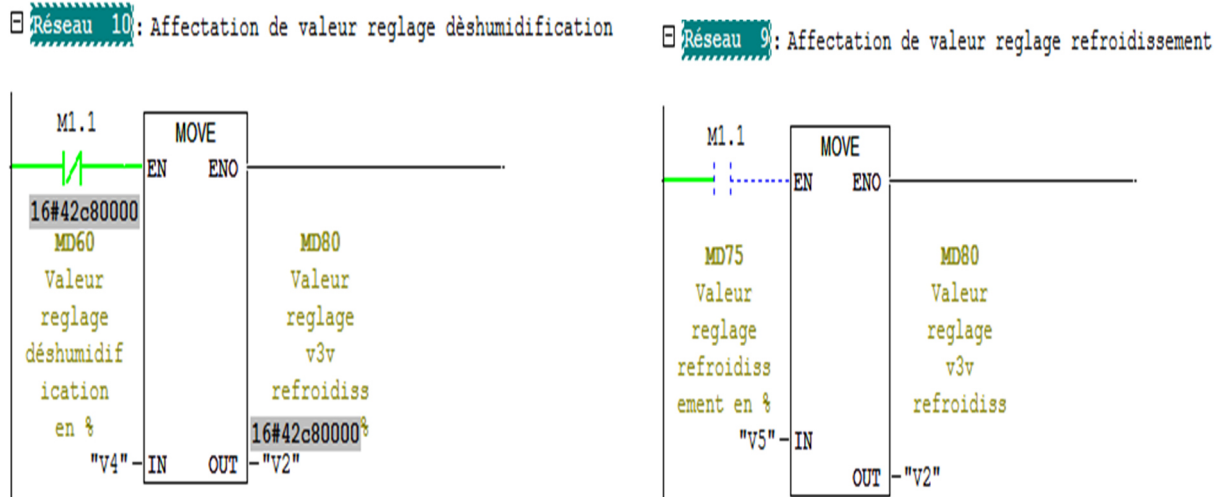 Réseau 10: Affectation de valeur reglage dèshumidification
M1.1
MOVE
EN ENO
16#42c80000
MD60
Valeur
reglage
déshumidif
ication
en %
"V4" IN
MD80
Valeur
reglage
v3v
refroidiss
16#42c80000%
OUT "V2"
Réseau 9: Affectation de valeur reglage refroidissement
M1.1
MOVE
EN ENO
MD75
Valeur
reglage
refroidiss
ement en %
"V5" IN
MD80
Valeur
reglage
v3v
refroidiss
OUT "V2"